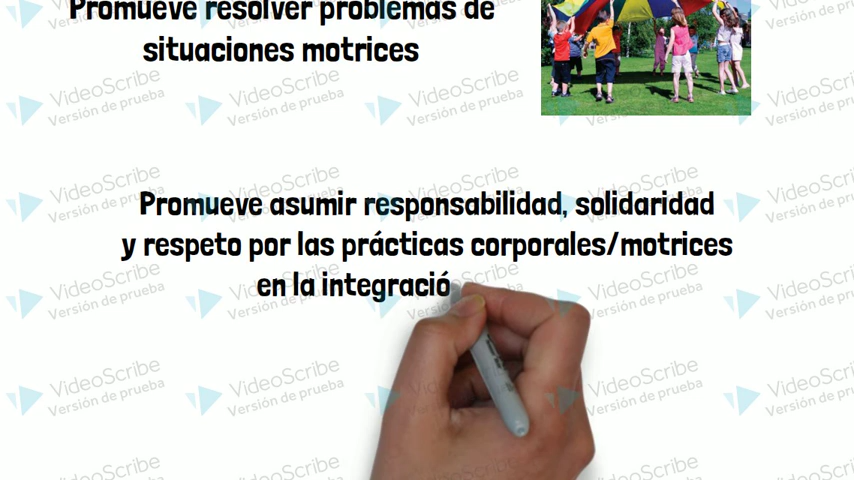 Promueve resolver problemas de
situaciones motrices
VideoScribe
Versión de prueba
Promueve asumir responsabilidad, solidaridad
y respeto por las prácticas corporales/motrices
en la integració